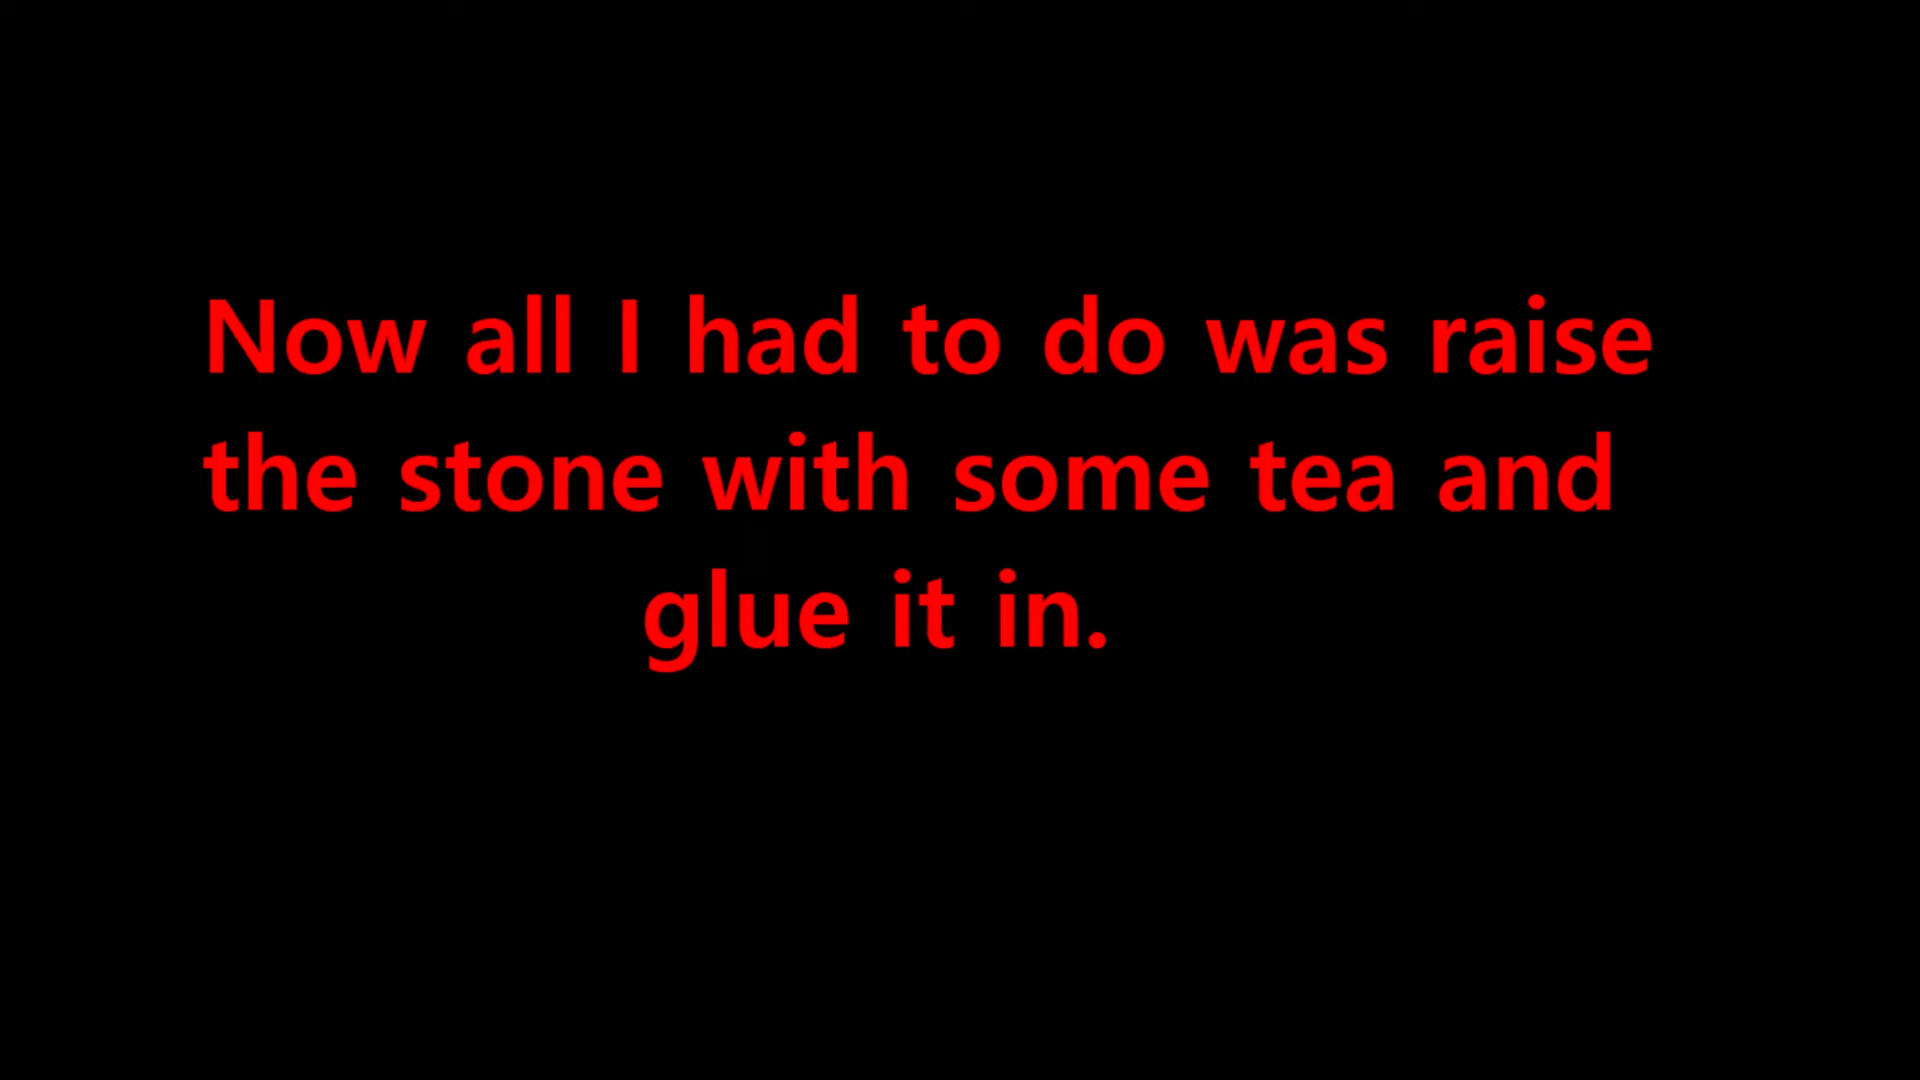 Now all I had to do was raise
the stone with some tea and
glue it in.